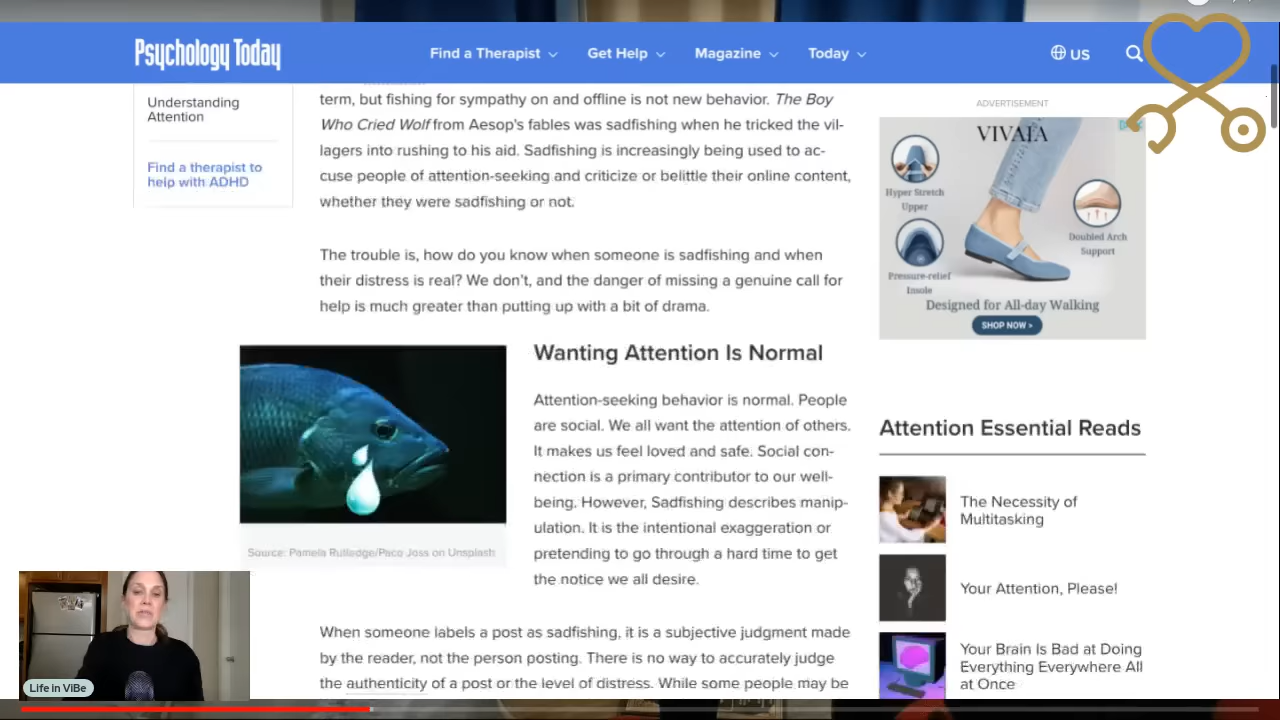 Psychology Today
Find a Therapist
Get Help
Magazine
Today
US
Understanding
Attention
Find a therapist to
help with ADHD
term, but fishing for sympathy on and offline is not new behavior. The Boy
Who Cried Wolf from Aesop's fables was sadfishing when he tricked the vil-
lagers into rushing to his aid. Sadfishing is increasingly being used to ac-
cuse people of attention-seeking and criticize or belittle their online content,
whether they were sadfishing or not.
The trouble is, how do you know when someone is sadfishing and when
their distress is real? We don't, and the danger of missing a genuine call for
help is much greater than putting up with a bit of drama.
Wanting Attention Is Normal
Attention-seeking behavior is normal. People
are social. We all want the attention of others.
It makes us feel loved and safe. Social con-
nection is a primary contributor to our well-
being. However, Sadfishing describes manip-
ulation. It is the intentional exaggeration or
pretending to go through a hard time to get
the notice we all desire.
Source: Pamela Rutledge/Paco Joss on Unsplash
When someone labels a post as sadfishing, it is a subjective judgment made
by the reader, not the person posting. There is no way to accurately judge
the authenticity of a post or the level of distress. While some people may be
ADVERTISEMENT
VIVAIA
Hyper Stretch
Upper
Doubled Arch
Support
Pressure-relief
Insole
Designed for All-day Walking
SHOP NOW >
Attention Essential Reads
The Necessity of
Multitasking
Your Attention, Please!
Your Brain Is Bad at Doing
Everything Everywhere All
at Once
Life in ViBe